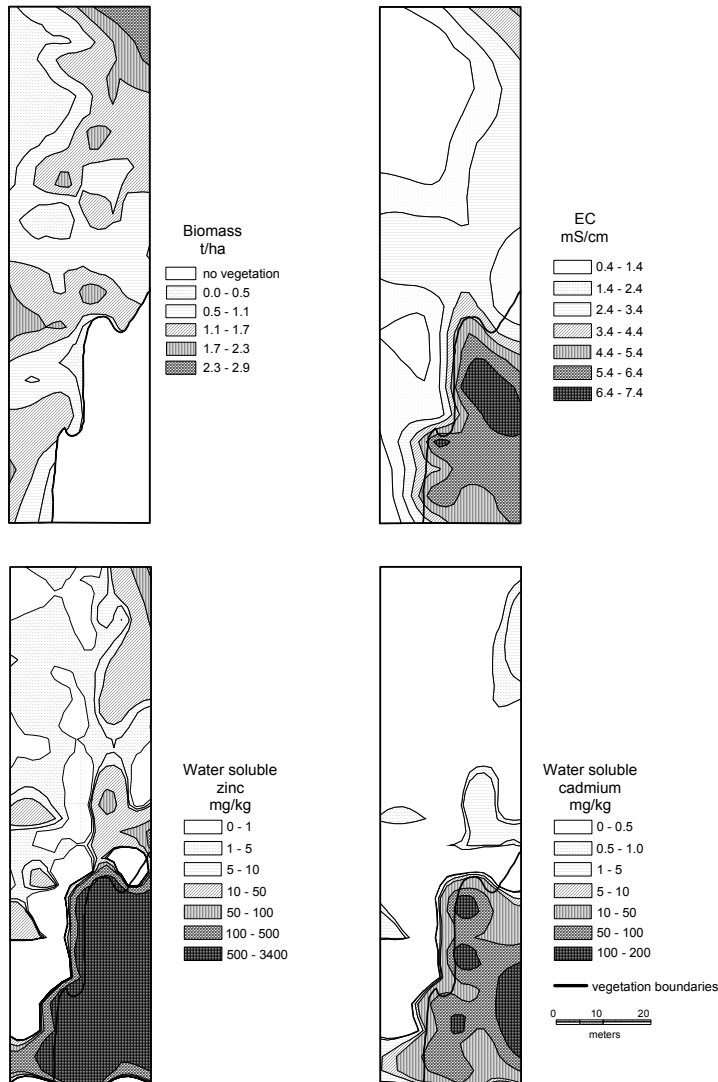 Biomass
t/ha
no vegetation
0.0 - 0.5
0.5 - 1.1
1.1 - 1.7
1.7 - 2.3
2.3 - 2.9
EC
mS/cm
0.4 - 1.4
1.4 - 2.4
2.4 - 3.4
3.4 - 4.4
4.4 - 5.4
5.4 - 6.4
6.4 - 7.4
Water soluble
zinc
mg/kg
0 - 1
1 - 5
5 - 10
10 - 50
50 - 100
100 - 500
500 - 3400
Water soluble
cadmium
mg/kg
0 - 0.5
0.5 - 1.0
1 - 5
5 - 10
10 - 50
50 - 100
100 - 200
vegetation boundaries
0 10 20
meters